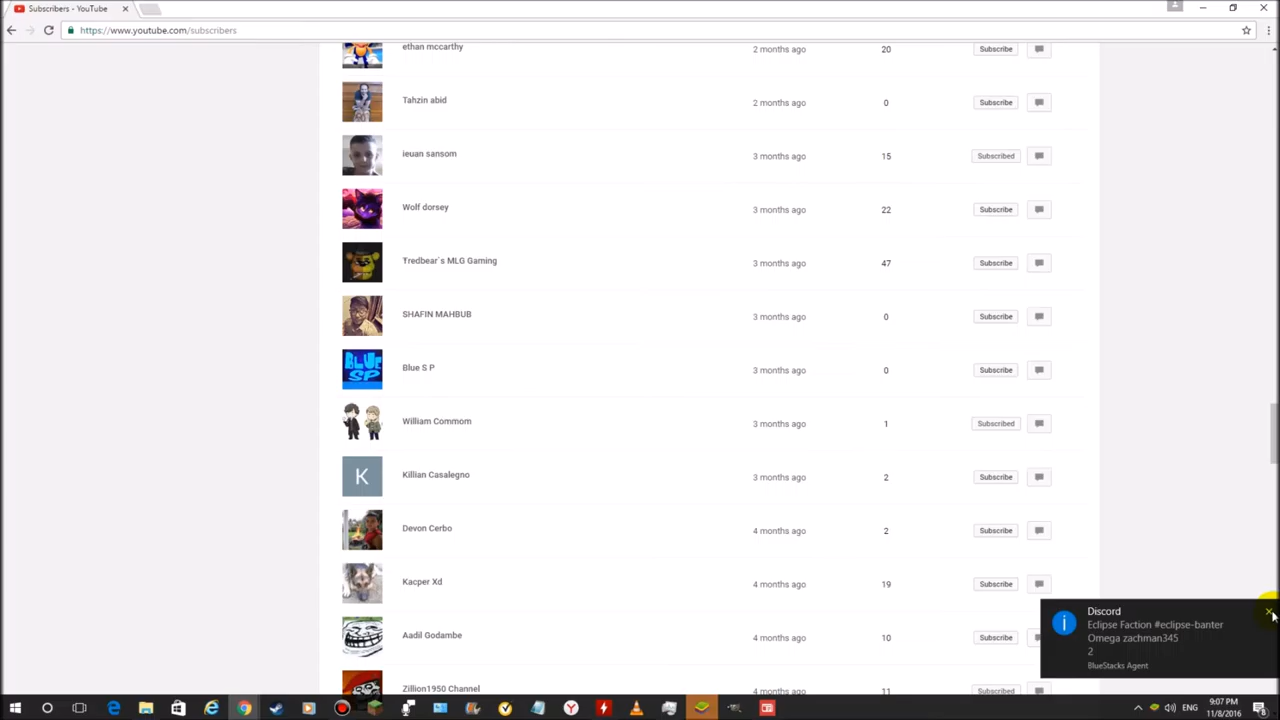 Subscribers - YouTube
https://www.youtube.com/subscribers
ethan mccarthy 2 months ago 20 Subscribe
Tahzin abid 2 months ago 0 Subscribe
ieuan sansom 3 months ago 15 Subscribed
Wolf dorsey 3 months ago 22 Subscribe
Tredbear`s MLG Gaming 3 months ago 47 Subscribe
SHAFIN MAHBUB 3 months ago 0 Subscribe
BLUE SP
Blue S P 3 months ago 0 Subscribe
William Commom 3 months ago 1 Subscribed
K
Killian Casalegno 3 months ago 2 Subscribe
Devon Cerbo 4 months ago 2 Subscribe
Kacper Xd 4 months ago 19 Subscribe
Aadil Godambe 4 months ago 10 Subscribe
Zillion1950 Channel 4 months ago 11 Subscribed
Discord
Eclipse Faction #eclipse-banter
Omega zachman345
2
BlueStacks Agent
ENG
9:07 PM
11/8/2016
8